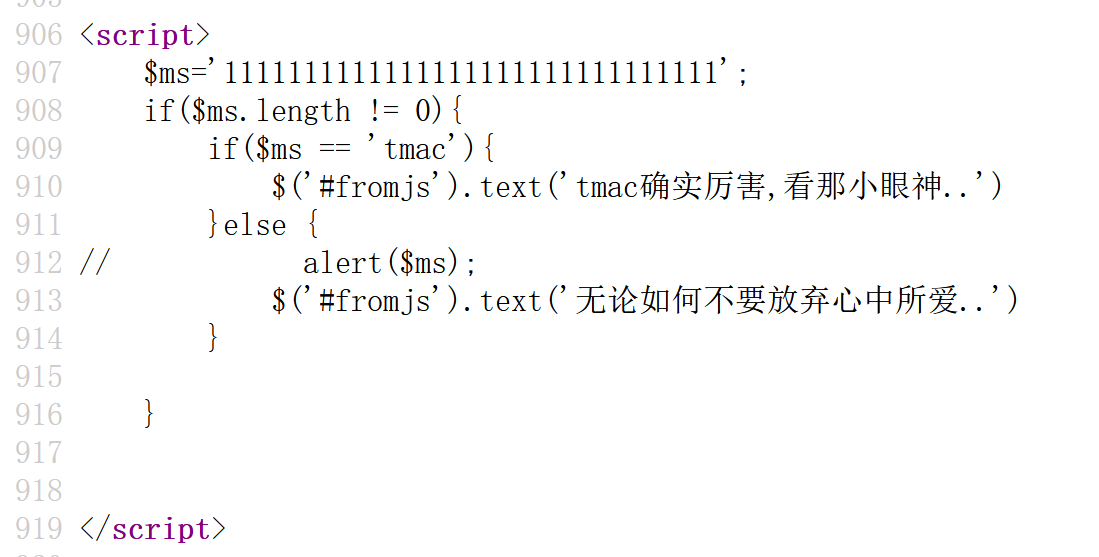 906 <script>
907     $ms='1111111111111111111111111111111';
908     if($ms.length != 0){
909         if($ms == 'tmac'){
910             $('#fromjs').text('tmac确实厉害,看那小眼神..')
911         }else {
912 //            alert($ms);
913             $('#fromjs').text('无论如何不要放弃心中所爱..')
914         }
915
916     }
917
918
919 </script>